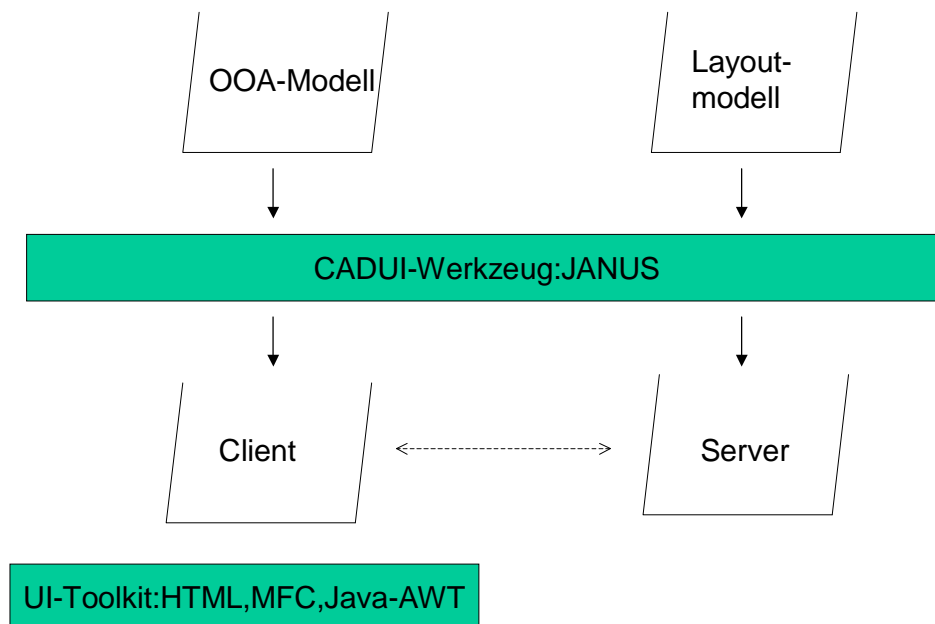 OOA-Modell
Layout-
modell
CADUI-Werkzeug:JANUS
Client
Server
UI-Toolkit:HTML,MFC,Java-AWT